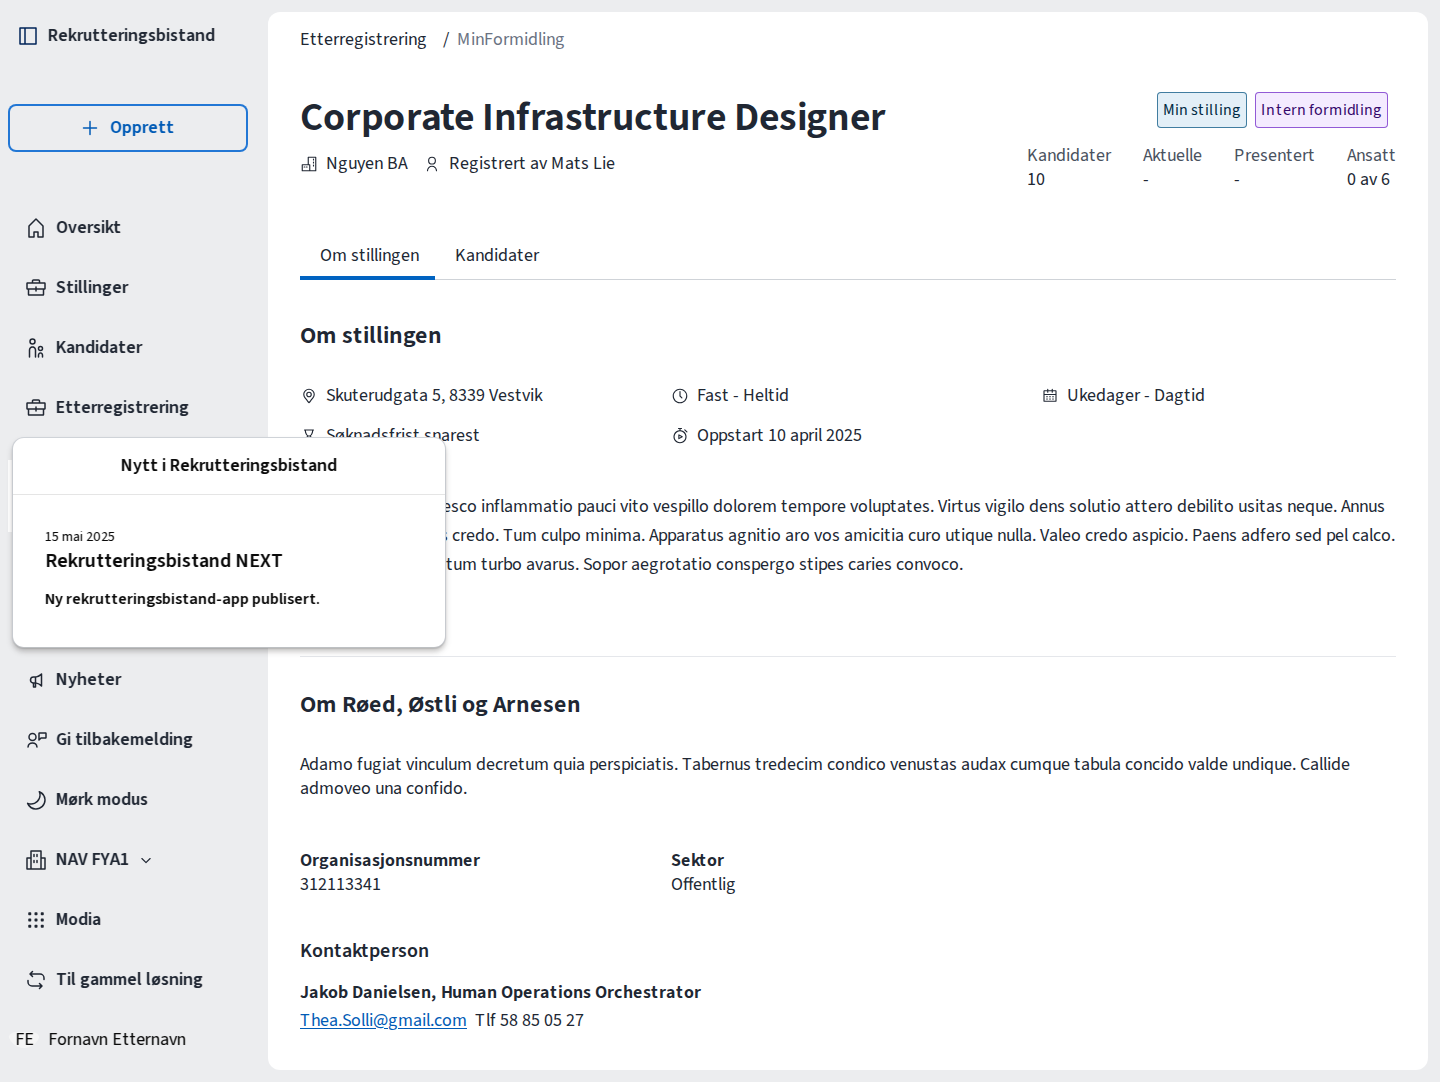 Rekrutteringsbistand
Opprett
Oversikt
Stillinger
Kandidater
Etterregistrering
Nytt i Rekrutteringsbistand
15 mai 2025
Rekrutteringsbistand NEXT
Ny rekrutteringsbistand-app publisert.
Nyheter
Gi tilbakemelding
Mørk modus
NAV FYA1
Modia
Til gammel løsning
FE Fornavn Etternavn
Etterregistrering / MinFormidling
Corporate Infrastructure Designer
Min stilling Intern formidling
Nguyen BA Registrert av Mats Lie
Kandidater Aktuelle Presentert Ansatt
10 - - 0 av 6
Om stillingen Kandidater
Om stillingen
Skuterudgata 5, 8339 Vestvik Fast - Heltid Ukedager - Dagtid
Søknadsfrist snarest Oppstart 10 april 2025
inflammatio pauci vito vespillo dolorem tempore voluptates. Virtus vigilo dens solutio attero debilito usitas neque. Annus
credo. Tum culpo minima. Apparatus agnitio aro vos amicitia curo utique nulla. Valeo credo aspicio. Paens adfero sed pel calco.
turbo avarus. Sopor aegrotatio conspergo stipes caries convoco.
Om Røed, Østli og Arnesen
Adamo fugiat vinculum decretum quia perspiciatis. Tabernus tredecim condico venustas audax cumque tabula concido valde undique. Callide
admoveo una confido.
Organisasjonsnummer Sektor
312113341 Offentlig
Kontaktperson
Jakob Danielsen, Human Operations Orchestrator
Thea.Solli@gmail.com Tlf 58 85 05 27